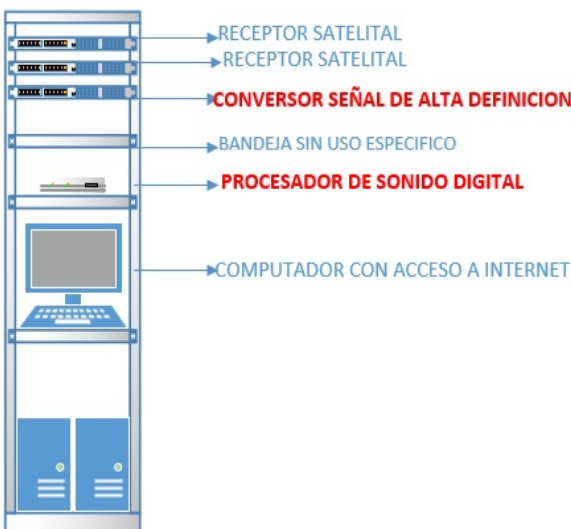 RECEPTOR SATELITAL
RECEPTOR SATELITAL
CONVERSOR SEÑAL DE ALTA DEFINICION
BANDEJA SIN USO ESPECIFICO
PROCESADOR DE SONIDO DIGITAL
COMPUTADOR CON ACCESO A INTERNET